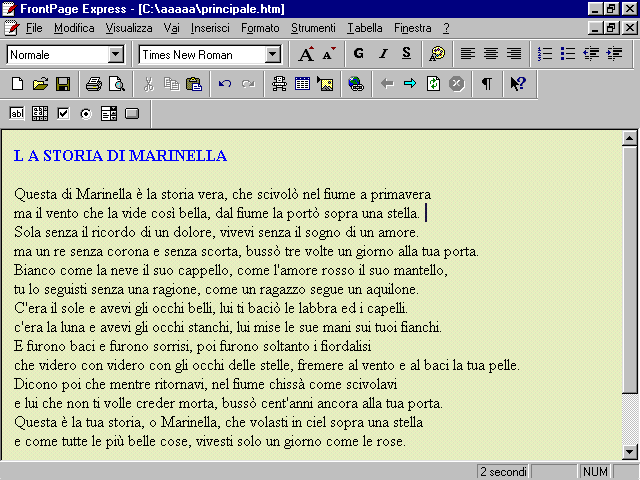 FrontPage Express - [C:\aaaaa\principale.htm]
File Modifica Visualizza Vai Inserisci Formato Strumenti Tabella Finestra ?
Normale Times New Roman A A G I S
abl
L A STORIA DI MARINELLA
Questa di Marinella è la storia vera, che scivolò nel fiume a primavera
ma il vento che la vide così bella, dal fiume la portò sopra una stella.
Sola senza il ricordo di un dolore, vivevi senza il sogno di un amore.
ma un re senza corona e senza scorta, bussò tre volte un giorno alla tua porta.
Bianco come la neve il suo cappello, come l'amore rosso il suo mantello,
tu lo seguisti senza una ragione, come un ragazzo segue un aquilone.
C'era il sole e avevi gli occhi belli, lui ti baciò le labbra ed i capelli.
c'era la luna e avevi gli occhi stanchi, lui mise le sue mani sui tuoi fianchi.
E furono baci e furono sorrisi, poi furono soltanto i fiordalisi
che videro con videro con gli occhi delle stelle, fremere al vento e al baci la tua pelle.
Dicono poi che mentre ritornavi, nel fiume chissà come scivolavi
e lui che non ti volle creder morta, bussò cent'anni ancora alla tua porta.
Questa è la tua storia, o Marinella, che volasti in ciel sopra una stella
e come tutte le più belle cose, vivesti solo un giorno come le rose.
2 secondi NUM